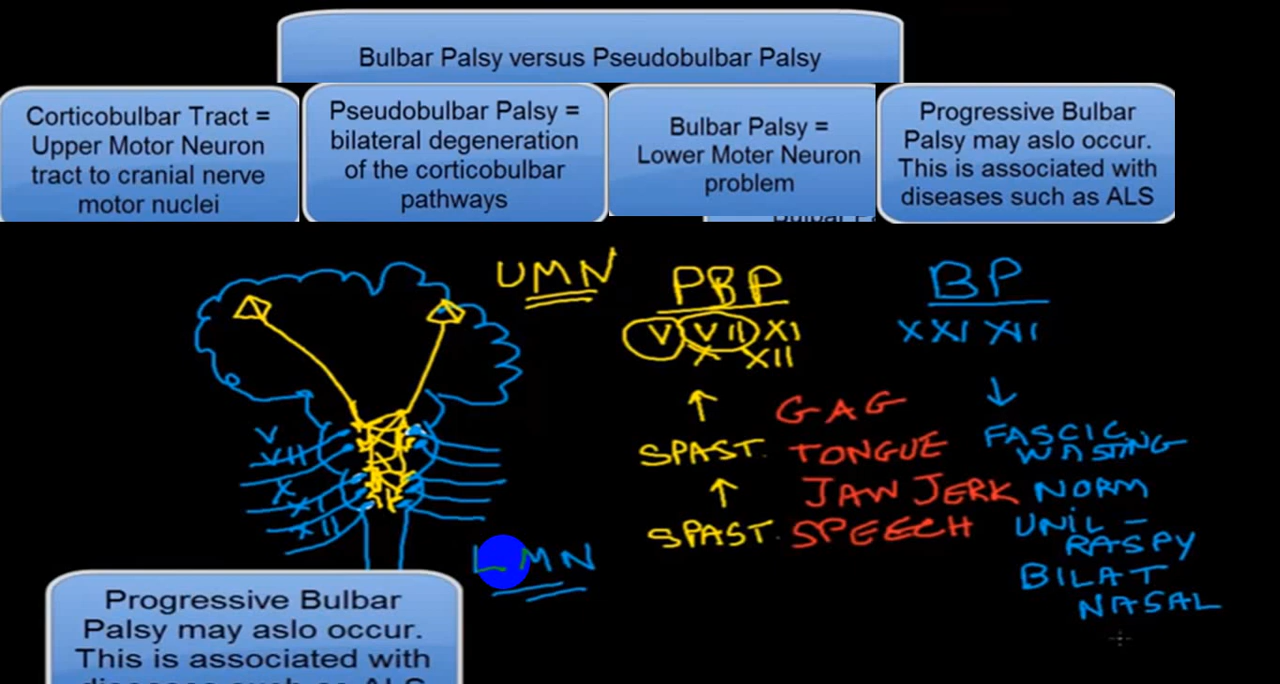 Bulbar Palsy versus Pseudobulbar Palsy
Corticobulbar Tract =
Upper Motor Neuron
tract to cranial nerve
motor nuclei
Pseudobulbar Palsy =
bilateral degeneration
of the corticobulbar
pathways
Bulbar Palsy =
Lower Moter Neuron
problem
Progressive Bulbar
Palsy may aslo occur.
This is associated with
diseases such as ALS
UMN
V
VII
X
XI
XII
LMN
PBP
V VII XI
X XII
↑
SPAST.
↑
SPAST.
GAG
TONGUE
JAW JERK
SPEECH
BP
X XI XII
↓
FASCIC
WASTING
NORM
UNIL -
RASPY
BILAT
NASAL
Progressive Bulbar
Palsy may aslo occur.
This is associated with
diseases such as ALS